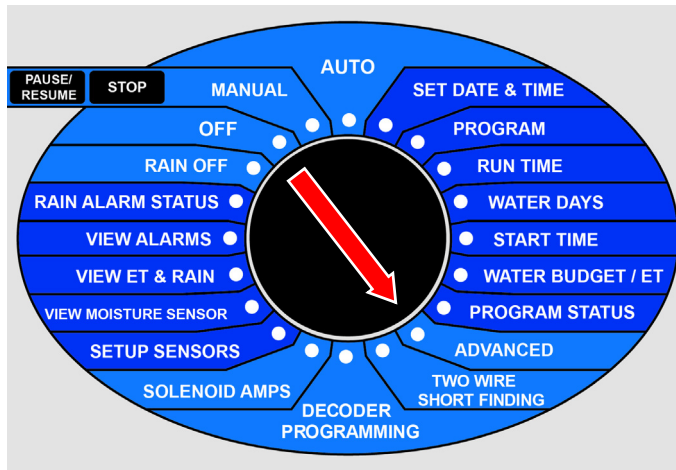 AUTO
PAUSE/
RESUME
STOP
MANUAL
SET DATE & TIME
OFF
PROGRAM
RAIN OFF
RUN TIME
RAIN ALARM STATUS
WATER DAYS
VIEW ALARMS
START TIME
VIEW ET & RAIN
WATER BUDGET / ET
VIEW MOISTURE SENSOR
PROGRAM STATUS
SETUP SENSORS
ADVANCED
SOLENOID AMPS
TWO WIRE
SHORT FINDING
DECODER
PROGRAMMING